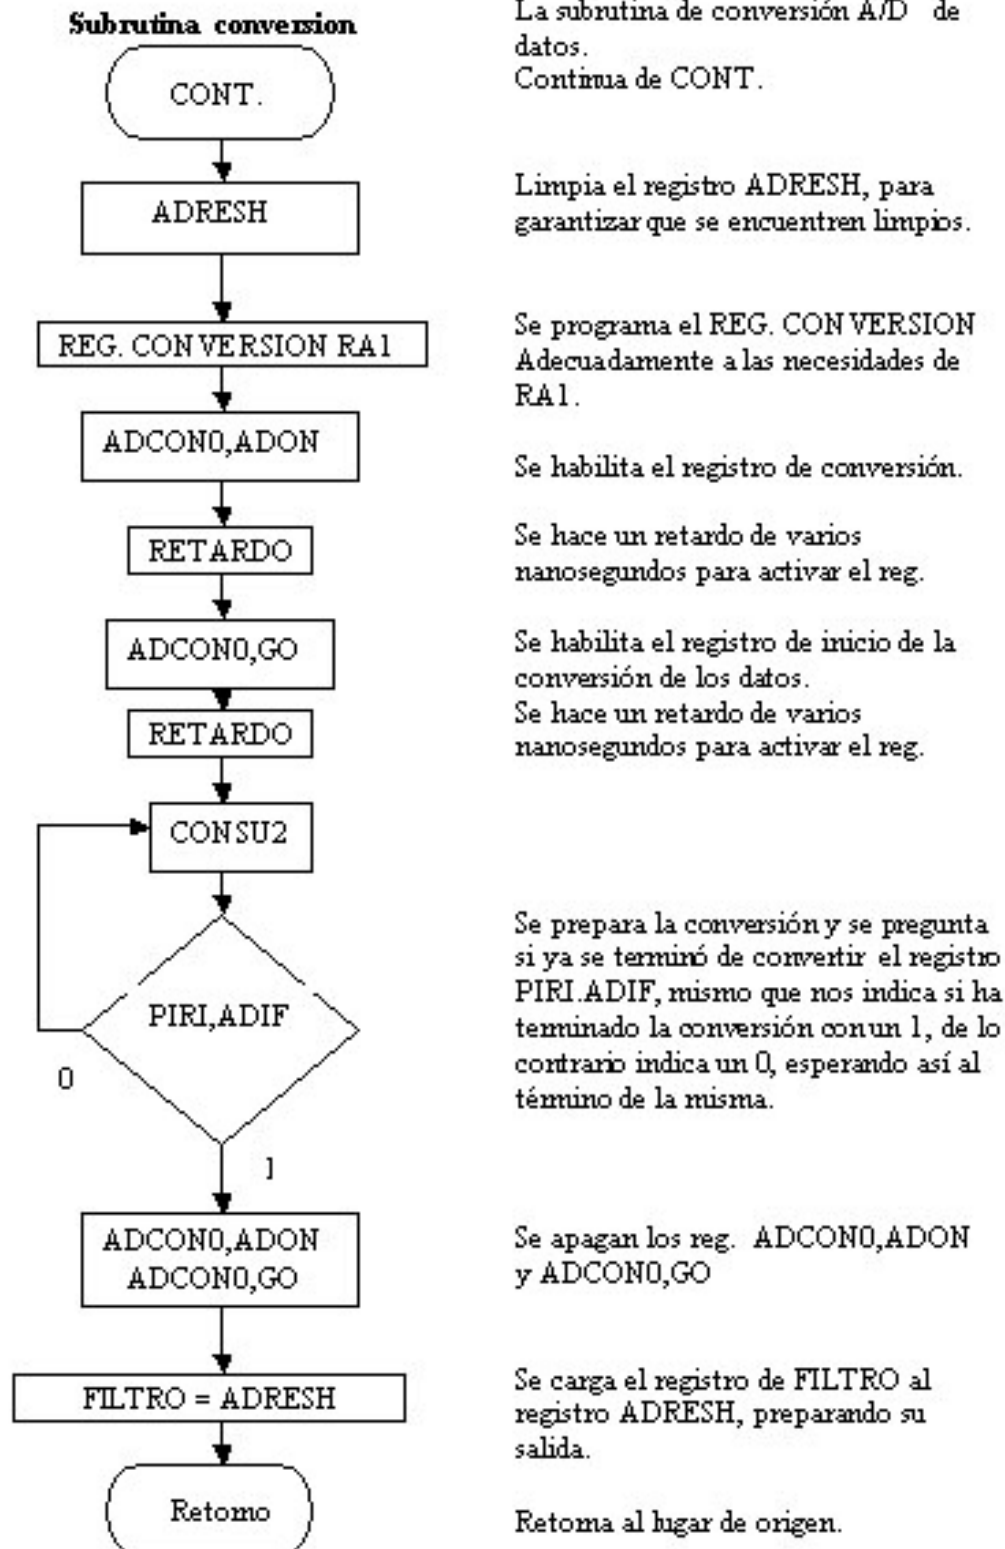 Subrutina conversion
La subrutina de conversión A/D de
datos.
Continua de CONT.
CONT.
ADRESH
Limpia el registro ADRESH, para
garantizar que se encuentren limpios.
REG. CONVERSION RA1
Se programa el REG. CONVERSION
Adecuadamente a las necesidades de
RA1.
ADCON0,ADON
Se habilita el registro de conversión.
RETARDO
Se hace un retardo de varios
nanosegundos para activar el reg.
ADCON0,GO
Se habilita el registro de inicio de la
conversión de los datos.
RETARDO
Se hace un retardo de varios
nanosegundos para activar el reg.
CONSU2
PIRI,ADIF
0
1
Se prepara la conversión y se pregunta
si ya se terminó de convertir el registro
PIRI.ADIF, mismo que nos indica si ha
terminado la conversión con un 1, de lo
contrario indica un 0, esperando así al
término de la misma.
ADCON0,ADON
ADCON0,GO
Se apagan los reg. ADCON0,ADON
y ADCON0,GO
FILTRO = ADRESH
Se carga el registro de FILTRO al
registro ADRESH, preparando su
salida.
Retorno
Retorna al lugar de origen.